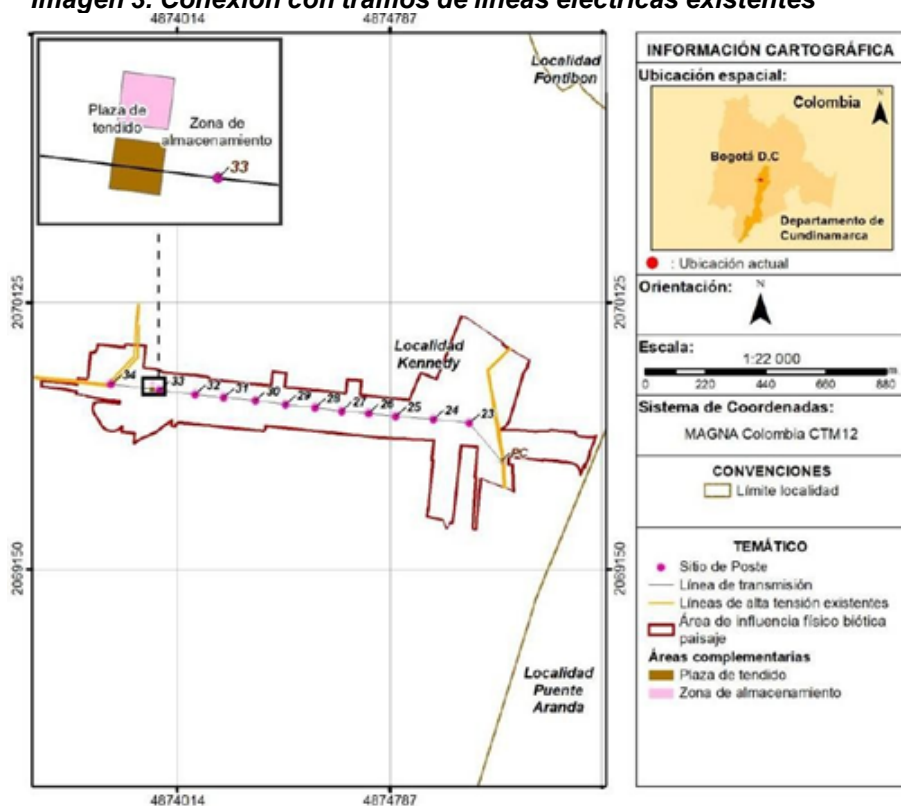 Imagen 3. Conexión con tramos de líneas eléctricas existentes
4874014
4874787
Plaza de
tendido
Zona de
almacenamiento
33
Localidad
Fontibon
2070125
2070125
Localidad
Kennedy
34
33
32
31
30
29
28
27
26
25
24
23
PC
2069150
2069150
Localidad
Puente
Aranda
4874014
4874787
INFORMACIÓN CARTOGRÁFICA
Ubicación espacial:
Colombia
N
Bogotá D.C
Departamento de
Cundinamarca
: Ubicación actual
Orientación:
N
Escala:
1:22 000
m
0 220 440 660 880
Sistema de Coordenadas:
MAGNA Colombia CTM12
CONVENCIONES
Límite localidad
TEMÁTICO
Sitio de Poste
Línea de transmisión
Líneas de alta tensión existentes
Área de influencia físico biótica
paisaje
Áreas complementarias
Plaza de tendido
Zona de almacenamiento